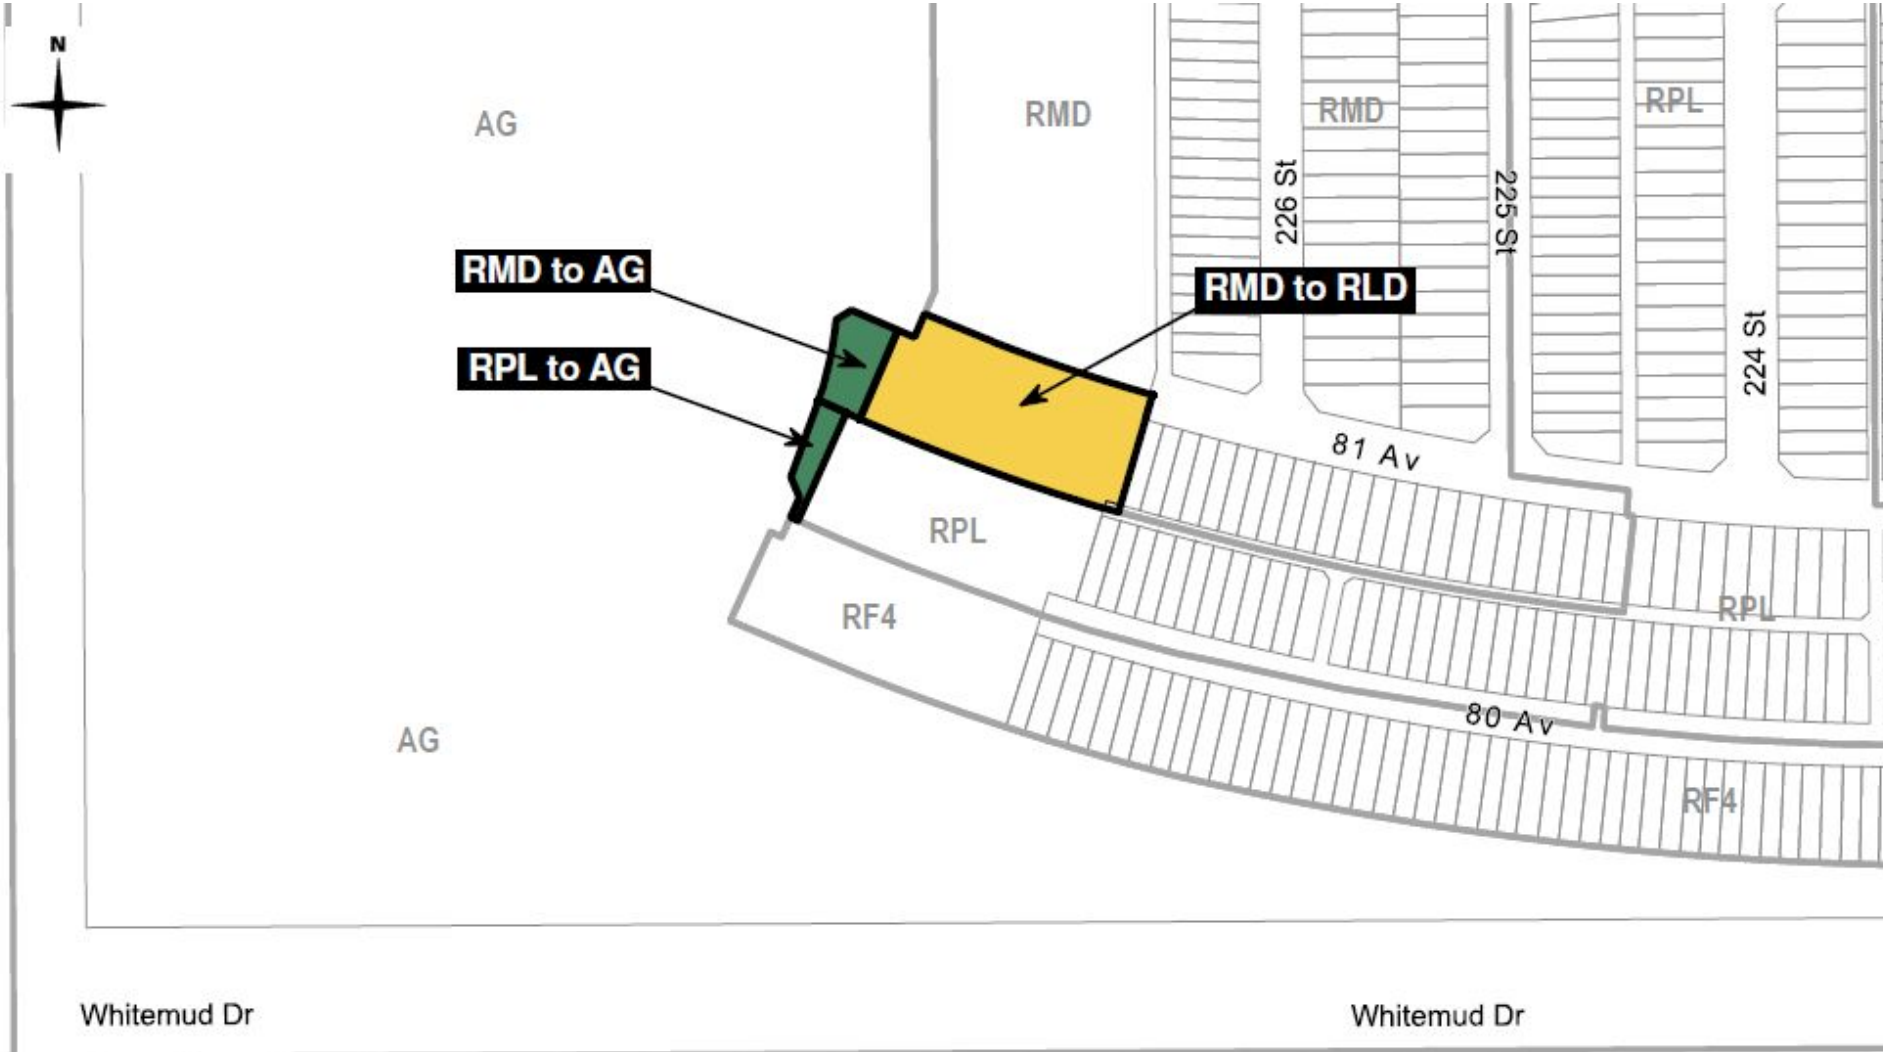 N
AG
RMD
RMD
RPL
226 St
225 St
RMD to AG
RMD to RLD
RPL to AG
224 St
81 Av
RPL
RF4
RPL
80 Av
AG
RF4
Whitemud Dr
Whitemud Dr